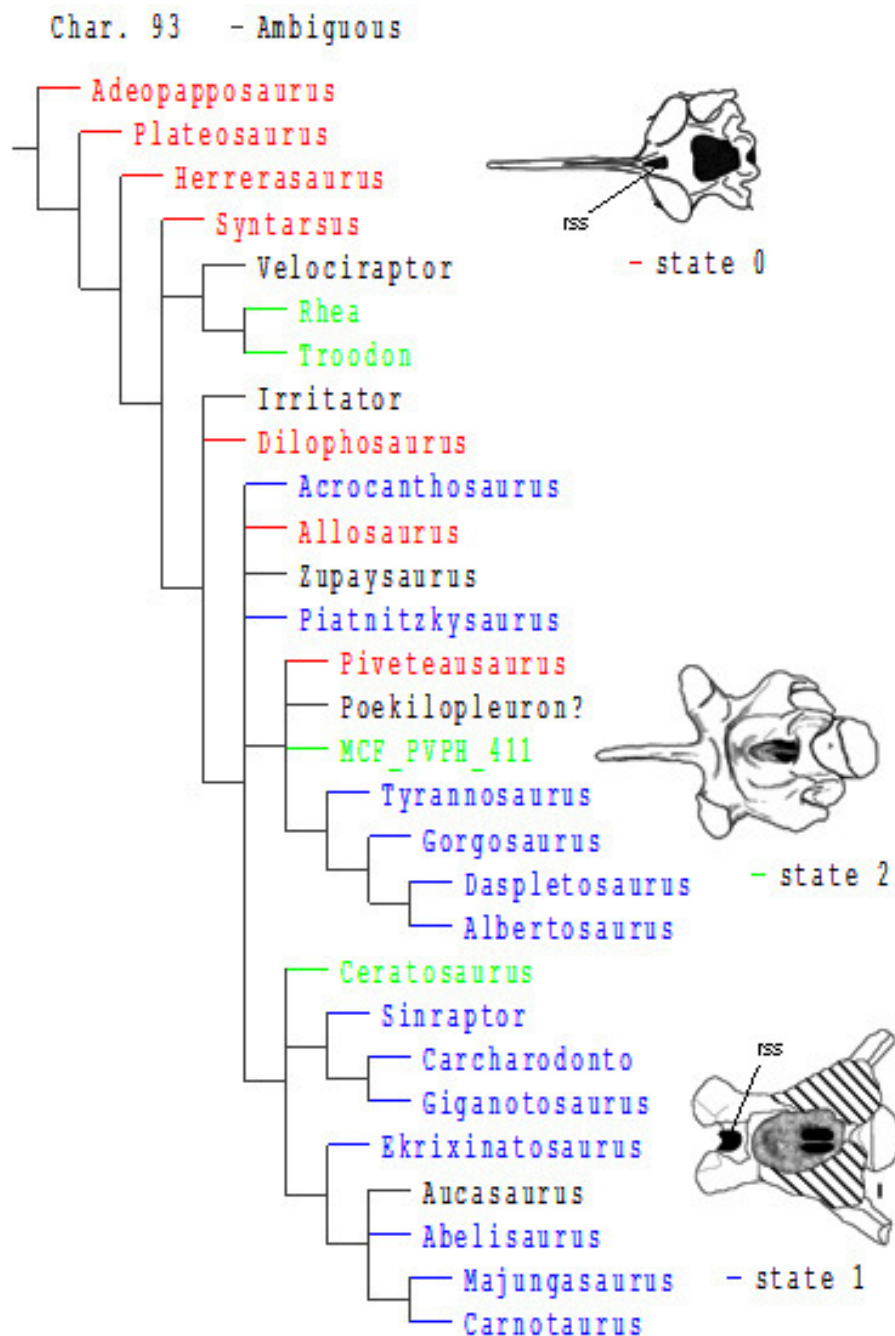 Char. 93 - Ambiguous
Adeopapposaurus
Plateosaurus
Herrerasaurus
Syntarsus
rss
Velociraptor
- state 0
Rhea
Troodon
Irritator
Dilophosaurus
Acrocanthosaurus
Allosaurus
Zupaysaurus
Piatnitzkysaurus
Piveteausaurus
Poekilopleuron?
MCF_PVPH_411
Tyrannosaurus
Gorgosaurus
Daspletosaurus
- state 2
Albertosaurus
Ceratosaurus
Sinraptor
rss
Carcharodonto
Giganotosaurus
Ekrixinatosaurus
Aucasaurus
Abelisaurus
Majungasaurus
- state 1
Carnotaurus